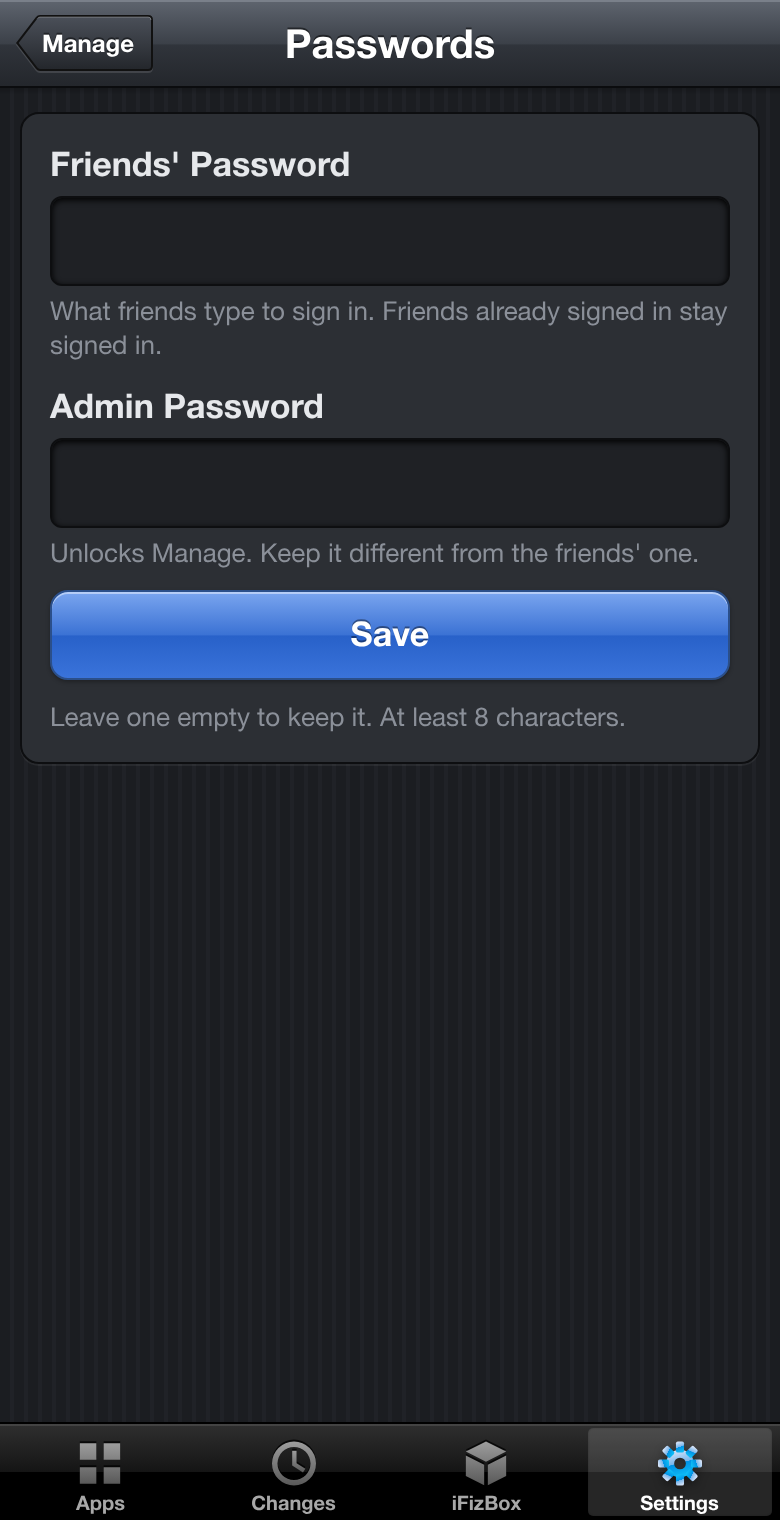 Manage
Passwords
Friends' Password
What friends type to sign in. Friends already signed in stay
signed in.
Admin Password
Unlocks Manage. Keep it different from the friends' one.
Save
Leave one empty to keep it. At least 8 characters.
Apps
Changes
iFizBox
Settings